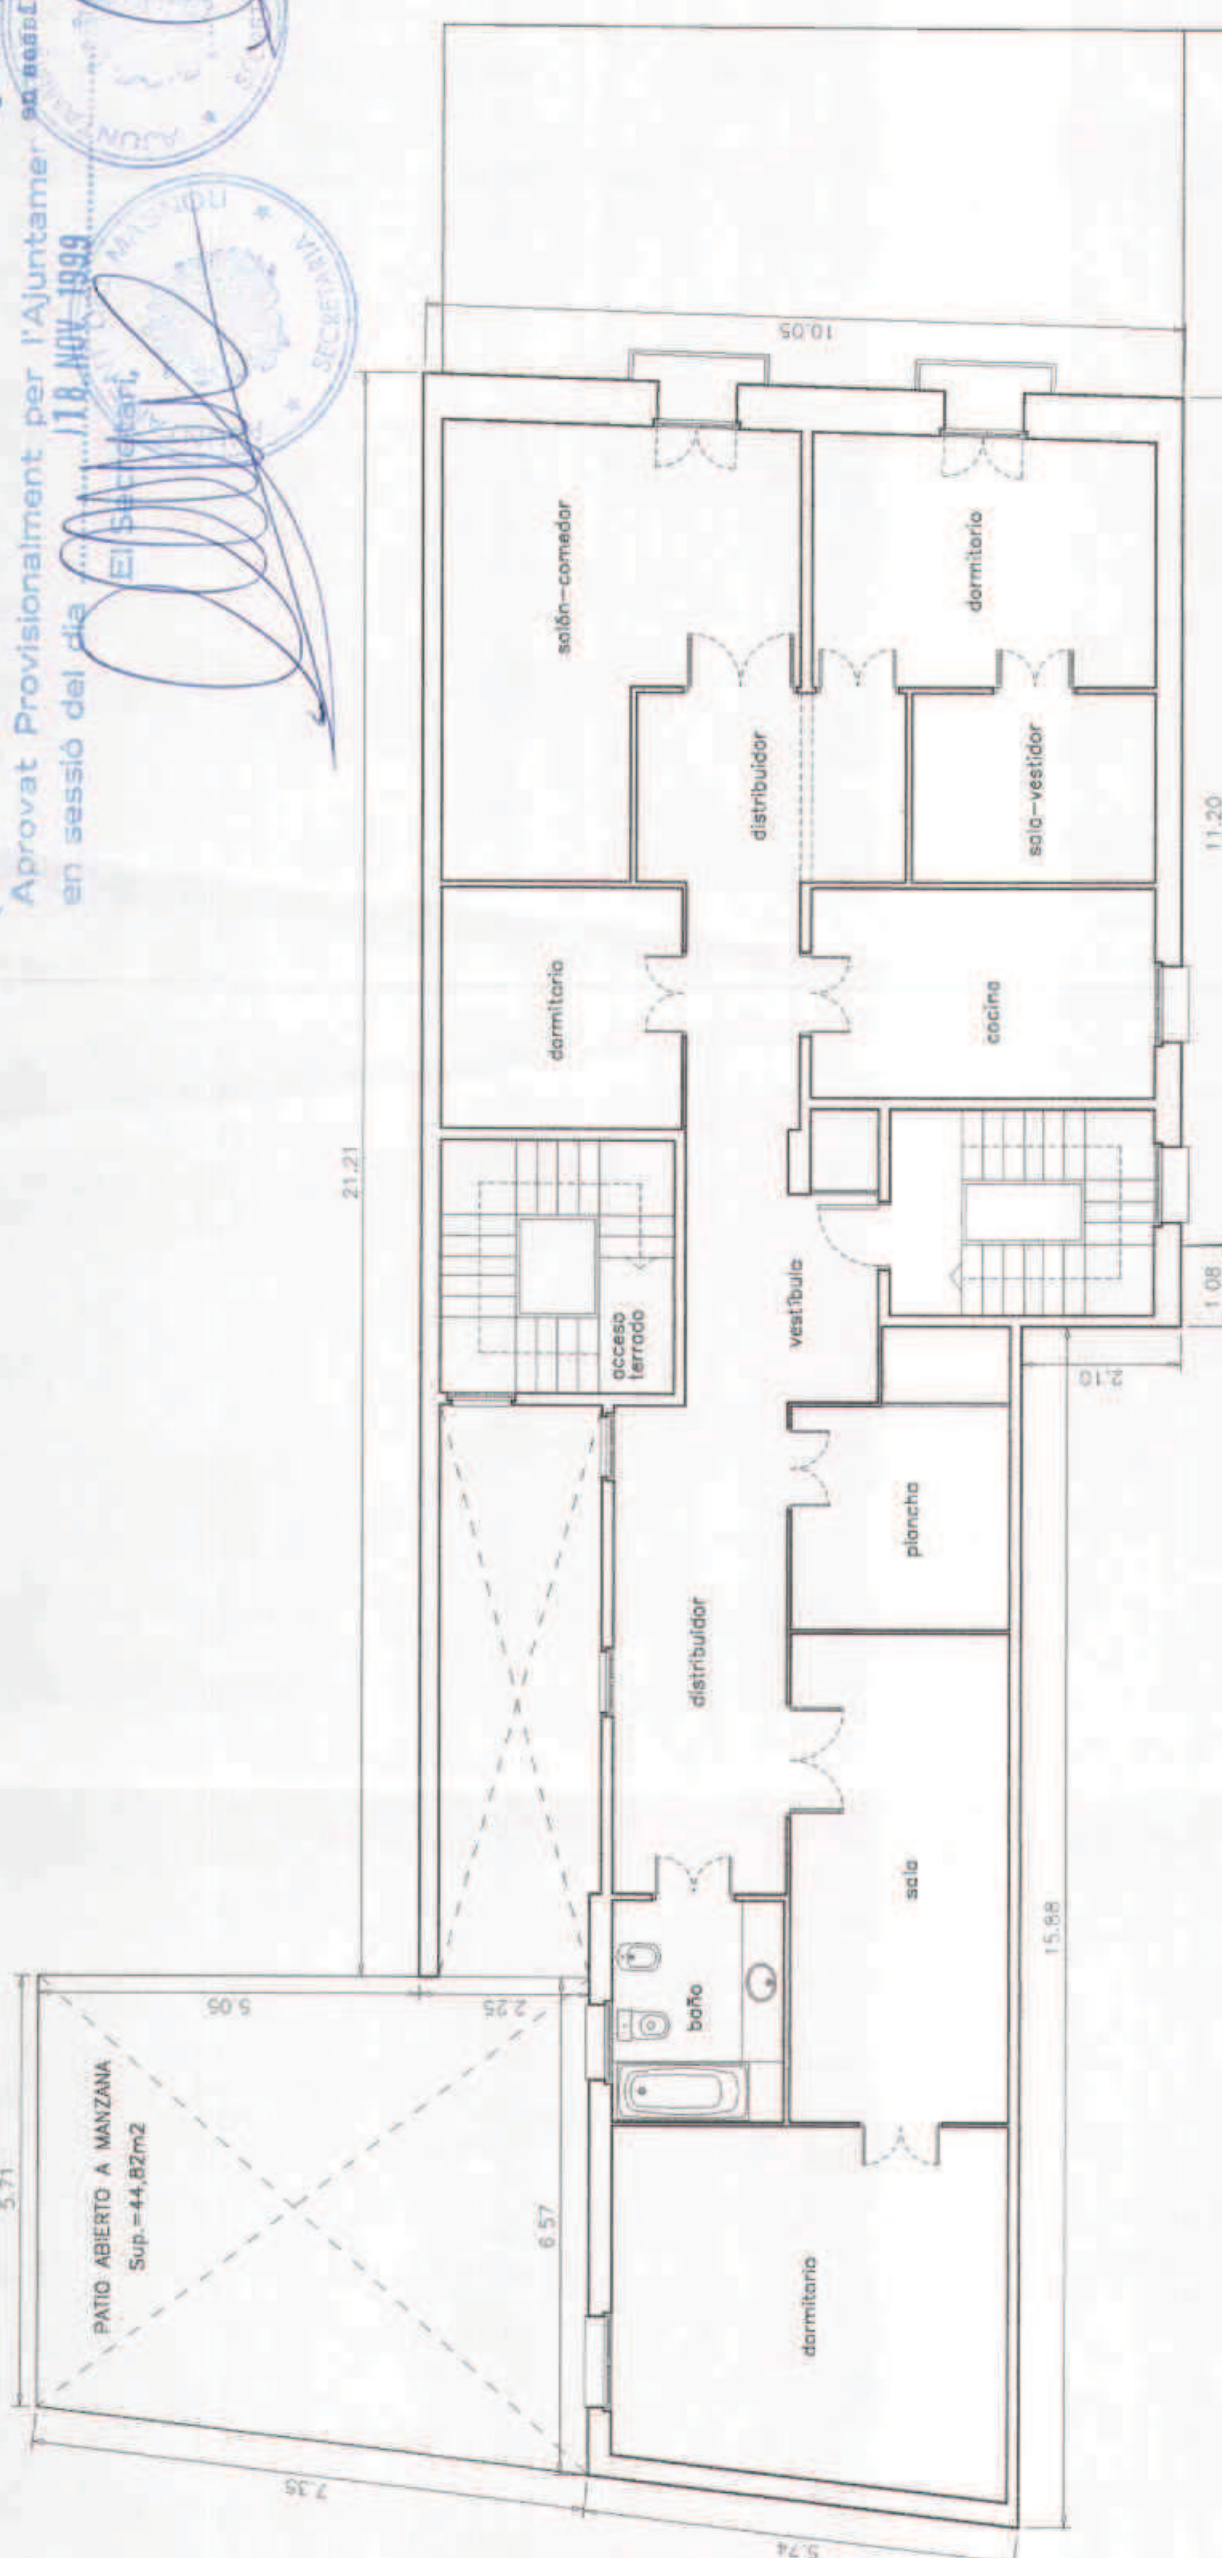 Aprovat Provisionalment per l'Ajuntamen
en sessió del dia 18 NOV 1999
El secretari,
SECRETARIA
AJUNTA
10.05
salón-comedor
dormitorio
distribuidor
sala-vestidor
11.20
dormitorio
cocina
21.21
acceso
terrado
vestíbulo
1.08
2.10
plancha
distribuidor
sala
15.88
baño
5.05
2.25
5.71
PATIO ABIERTO A MANZANA
Sup.=44,82m2
6.57
dormitorio
7.35
5.74